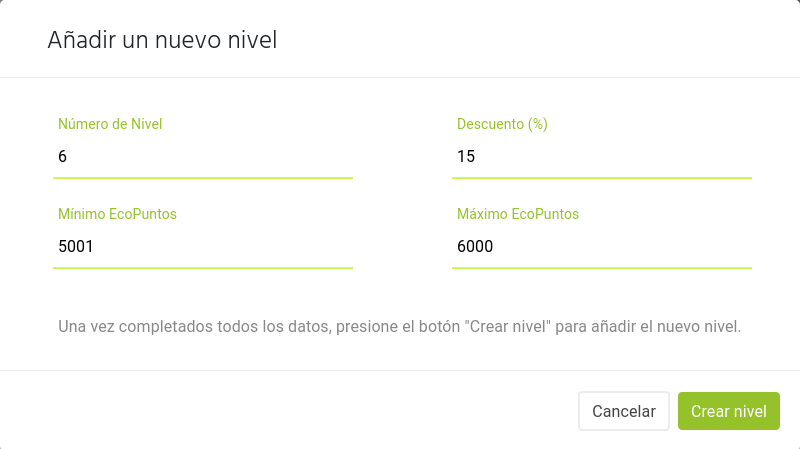 Añadir un nuevo nivel
Número de Nivel
Descuento (%)
6
15
Mínimo EcoPuntos
Máximo EcoPuntos
5001
6000
Una vez completados todos los datos, presione el botón "Crear nivel" para añadir el nuevo nivel.
Cancelar
Crear nivel